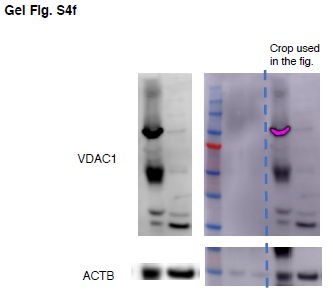 Gel Fig. S4f
Crop used
in the fig.
VDAC1
ACTB